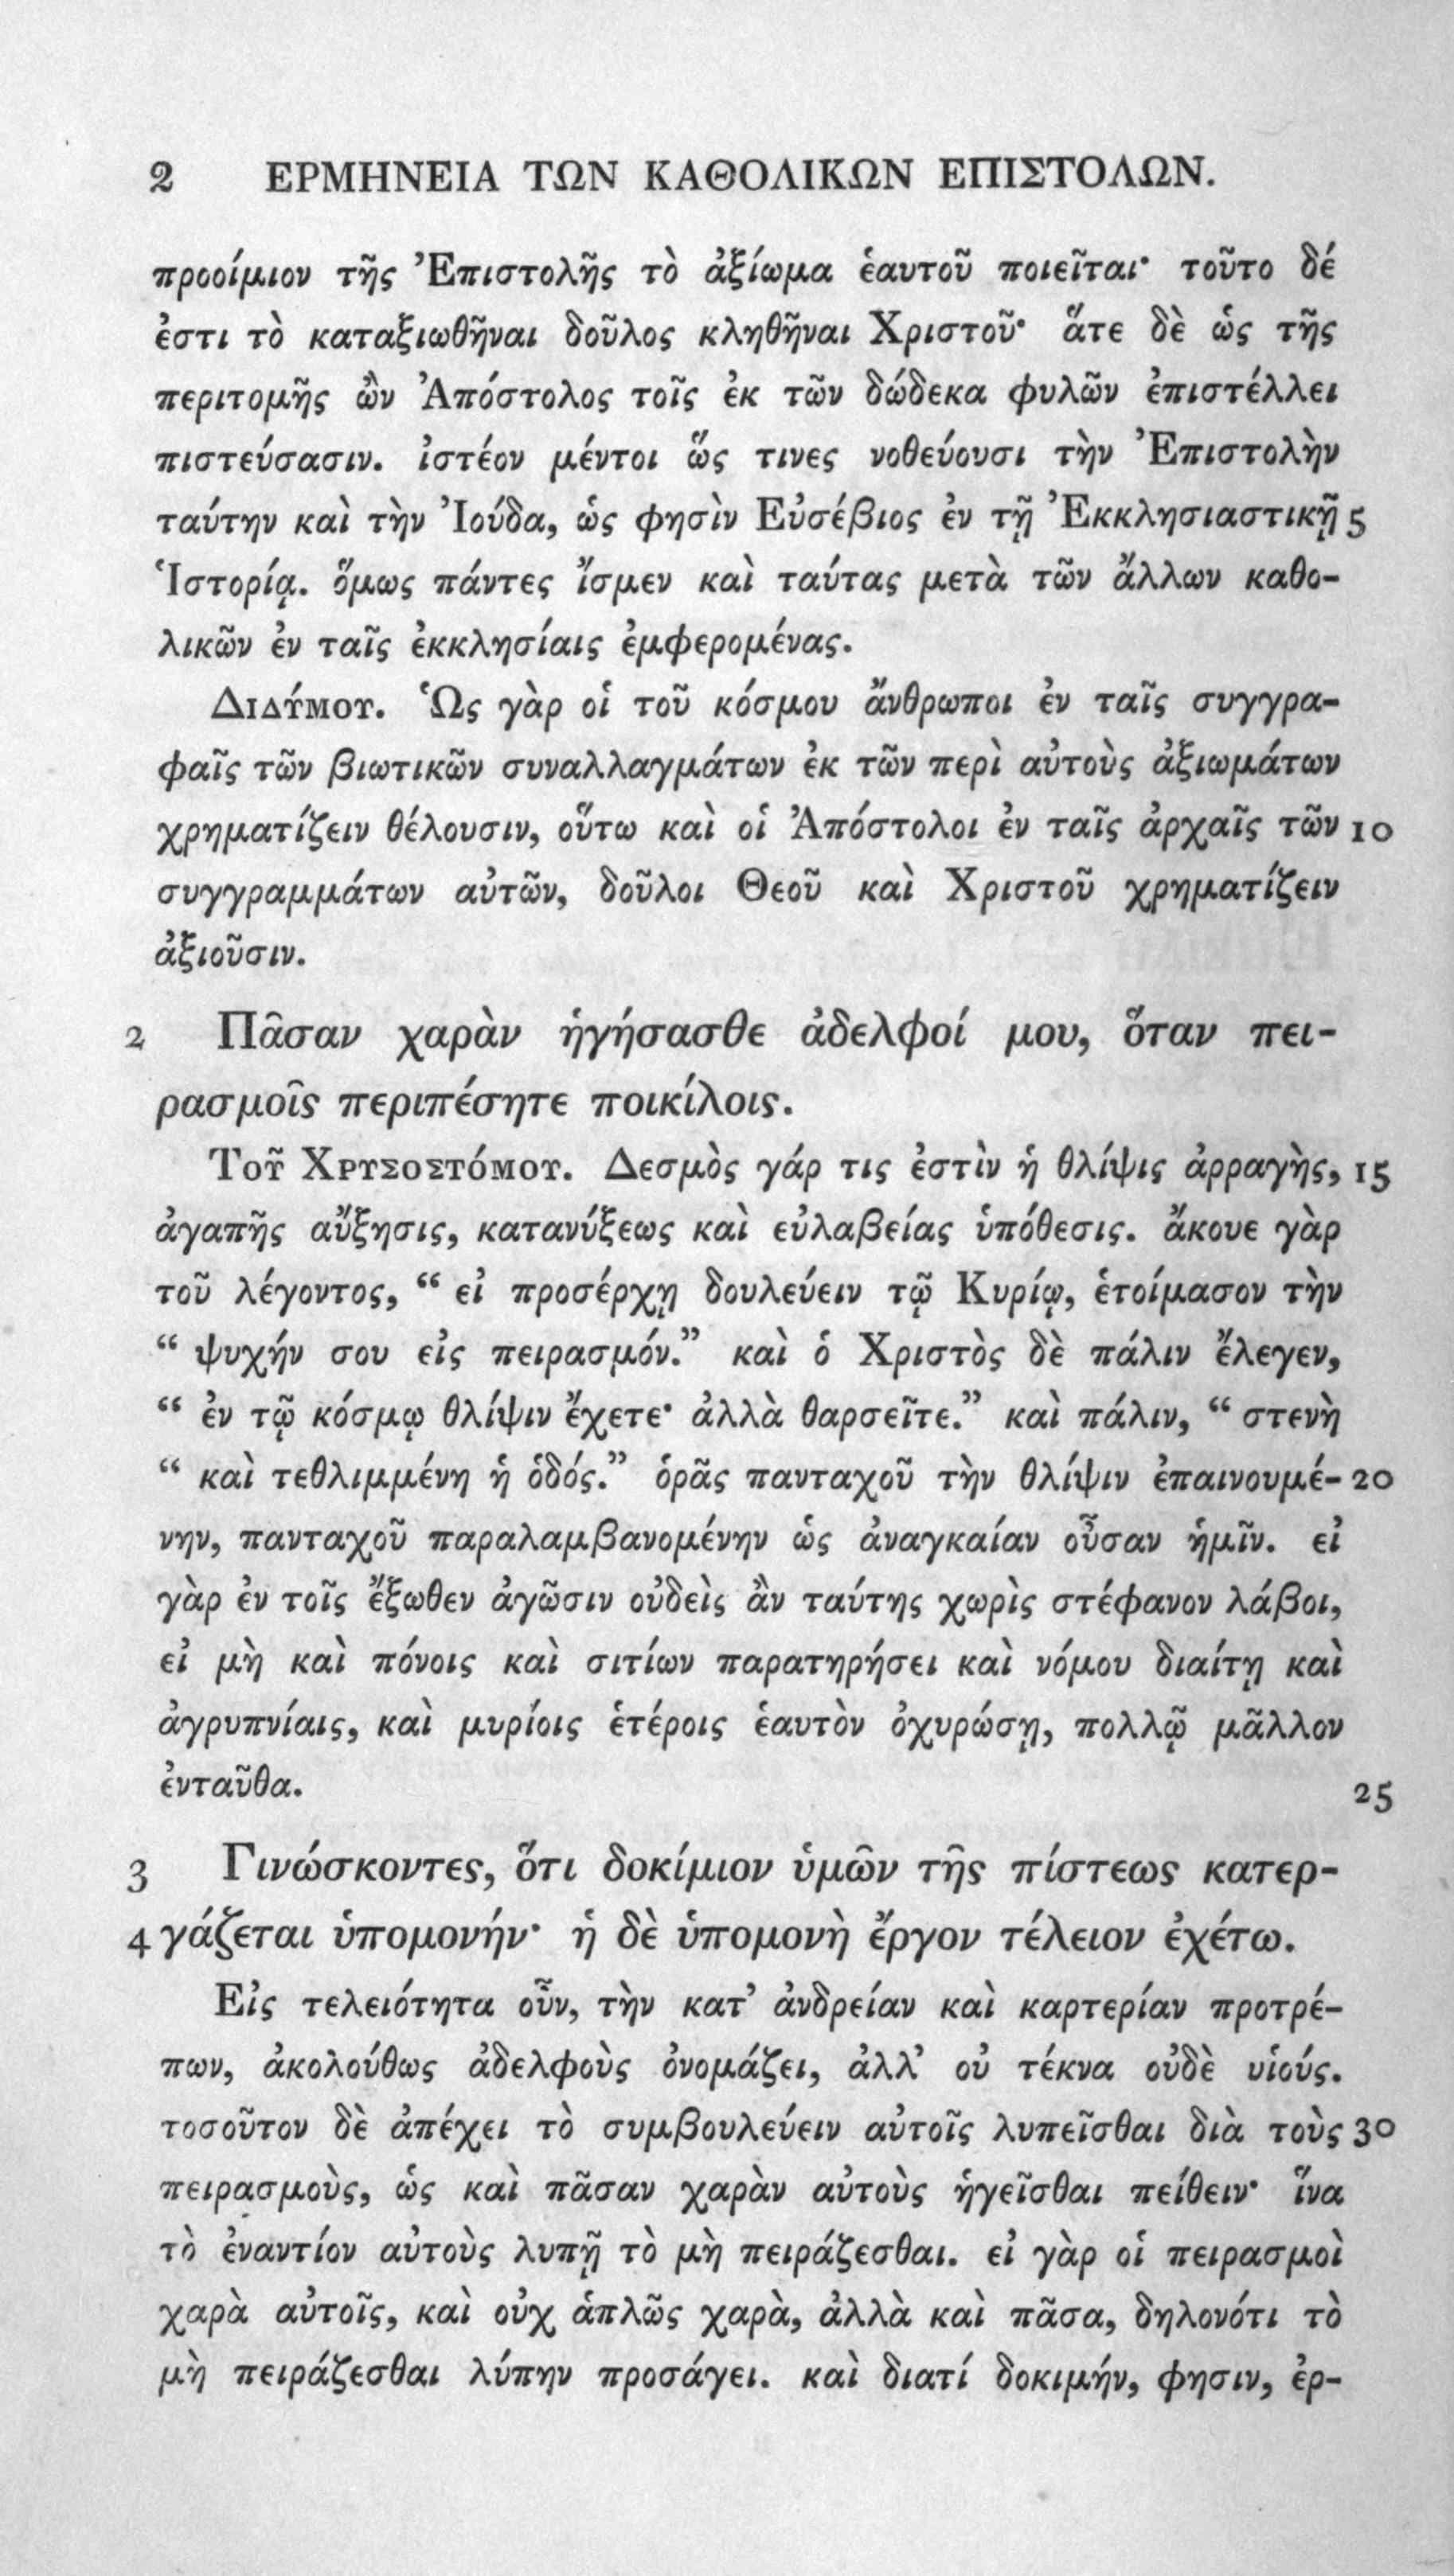 2 ΕΡΜΗΝΕΙΑ ΤΩΝ ΚΑΘΟΛΙΚΩΝ ΕΠΙΣΤΟΛΩΝ.
προοίμιον τῆς Ἐπιστολῆς τὸ ἀξίωμα ἑαυτοῦ ποιεῖται· τοῦτο δέ
ἐστι τὸ καταξιωθῆναι δοῦλος κληθῆναι Χριστοῦ· ἅτε δὲ ὡς τῆς
περιτομῆς ὢν Ἀπόστολος τοῖς ἐκ τῶν δώδεκα φυλῶν ἐπιστέλλει
πιστεύσασιν. ἰστέον μέντοι ὥς τινες νοθεύουσι τὴν Ἐπιστολὴν
ταύτην καὶ τὴν Ἰούδα, ὡς φησὶν Εὐσέβιος ἐν τῇ Ἐκκλησιαστικῇ 5
Ἱστορίᾳ. ὅμως πάντες ἴσμεν καὶ ταύτας μετὰ τῶν ἄλλων καθο-
λικῶν ἐν ταῖς ἐκκλησίαις ἐμφερομένας.
ΔΙΔΎΜΟΥ. Ὡς γὰρ οἱ τοῦ κόσμου ἄνθρωποι ἐν ταῖς συγγρα-
φαῖς τῶν βιωτικῶν συναλλαγμάτων ἐκ τῶν περὶ αὐτοὺς ἀξιωμάτων
χρηματίζειν θέλουσιν, οὕτω καὶ οἱ Ἀπόστολοι ἐν ταῖς ἀρχαῖς τῶν 10
συγγραμμάτων αὐτῶν, δοῦλοι Θεοῦ καὶ Χριστοῦ χρηματίζειν
ἀξιοῦσιν.
2 Πᾶσαν χαρὰν ἡγήσασθε ἀδελφοί μου, ὅταν πει-
ρασμοῖς περιπέσητε ποικίλοις.
ΤΟῦ ΧΡΥΣΟΣΤόΜΟΥ. Δεσμὸς γάρ τις ἐστὶν ἡ θλίψις ἀρραγὴς, 15
ἀγαπῆς αὔξησις, κατανύξεως καὶ εὐλαβείας ὑπόθεσις. ἄκουε γὰρ
τοῦ λέγοντος, “ εἰ προσέρχῃ δουλεύειν τῷ Κυρίῳ, ἑτοίμασον τὴν
“ ψυχήν σου εἰς πειρασμόν.” καὶ ὁ Χριστὸς δὲ πάλιν ἔλεγεν,
“ ἐν τῷ κόσμῳ θλίψιν ἔχετε· ἀλλὰ θαρσεῖτε.” καὶ πάλιν, “ στενὴ
“ καὶ τεθλιμμένη ἡ ὁδός.” ὁρᾶς πανταχοῦ τὴν θλίψιν ἐπαινουμέ- 20
νην, πανταχοῦ παραλαμβανομένην ὡς ἀναγκαίαν οὖσαν ἡμῖν. εἰ
γὰρ ἐν τοῖς ἔξωθεν ἀγῶσιν οὐδεὶς ἂν ταύτης χωρὶς στέφανον λάβοι,
εἰ μὴ καὶ πόνοις καὶ σιτίων παρατηρήσει καὶ νόμου διαίτῃ καὶ
ἀγρυπνίαις, καὶ μυρίοις ἑτέροις ἑαυτὸν ὀχυρώσῃ, πολλῷ μᾶλλον
ἐνταῦθα. 25
3 Γινώσκοντες, ὅτι δοκίμιον ὑμῶν τῆς πίστεως κατερ-
4 γάζεται ὑπομονήν· ἡ δὲ ὑπομονὴ ἔργον τέλειον ἐχέτω.
Εἰς τελειότητα οὖν, τὴν κατ’ ἀνδρείαν καὶ καρτερίαν προτρέ-
πων, ἀκολούθως ἀδελφοὺς ὀνομάζει, ἀλλ’ οὐ τέκνα οὐδὲ υἱούς.
τοσοῦτον δὲ ἀπέχει τὸ συμβουλεύειν αὐτοῖς λυπεῖσθαι διὰ τοὺς 30
πειρασμοὺς, ὡς καὶ πᾶσαν χαρὰν αὐτοὺς ἡγεῖσθαι πείθειν· ἵνα
τὸ ἐναντίον αὐτοὺς λυπῇ τὸ μὴ πειράζεσθαι. εἰ γὰρ οἱ πειρασμοὶ
χαρὰ αὐτοῖς, καὶ οὐχ ἁπλῶς χαρὰ, ἀλλὰ καὶ πᾶσα, δηλονότι τὸ
μὴ πειράζεσθαι λύπην προσάγει. καὶ διατί δοκιμήν, φησιν, ἐρ-